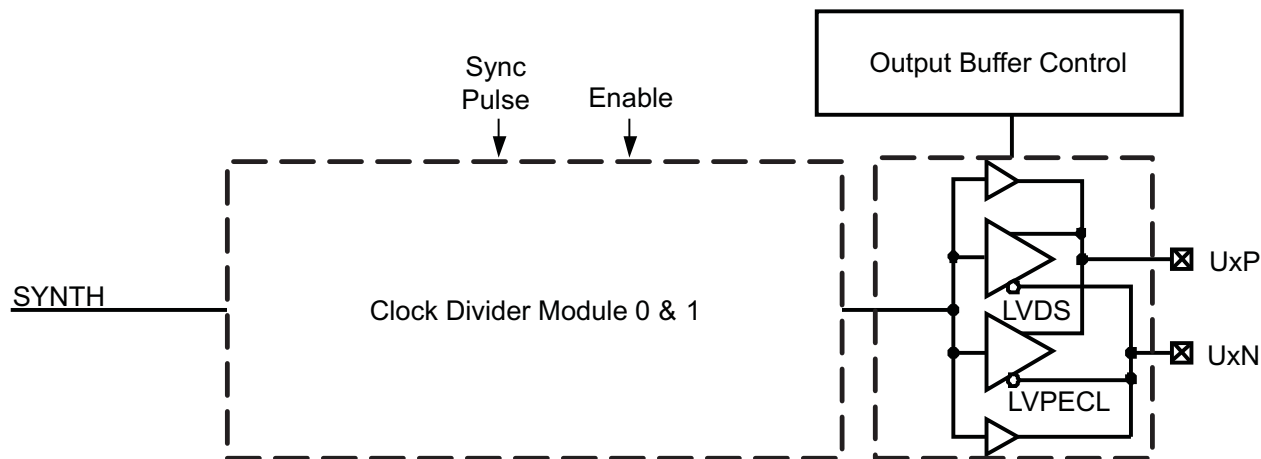 Output Buffer Control
Sync
Pulse
Enable
SYNTH
Clock Divider Module 0 & 1
UxP
LVDS
UxN
LVPECL